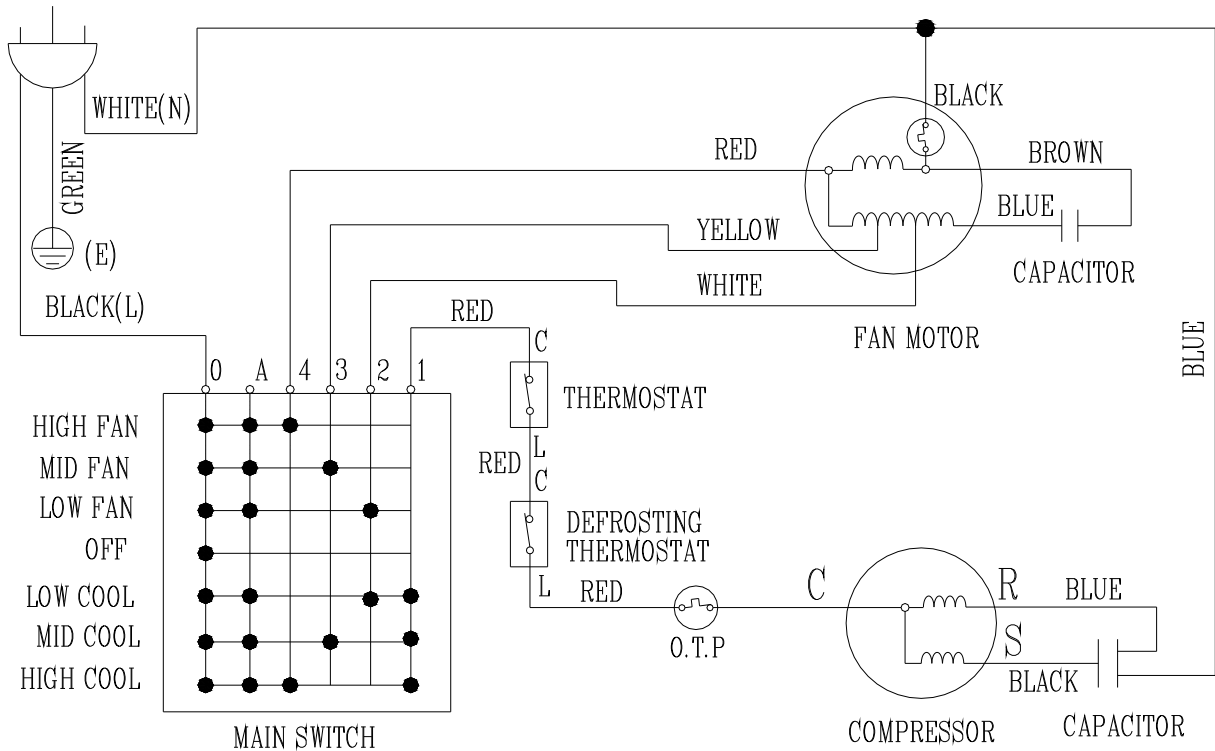 WHITE(N)
GREEN
(E)
BLACK(L)
BLACK
RED
BROWN
BLUE
YELLOW
CAPACITOR
WHITE
FAN MOTOR
BLUE
RED
C
0 A 4 3 2 1
THERMOSTAT
L
RED
C
HIGH FAN
MID FAN
LOW FAN
OFF
LOW COOL
MID COOL
HIGH COOL
MAIN SWITCH
DEFROSTING
THERMOSTAT
L
RED
O.T.P
C
R
BLUE
S
BLACK
COMPRESSOR
CAPACITOR